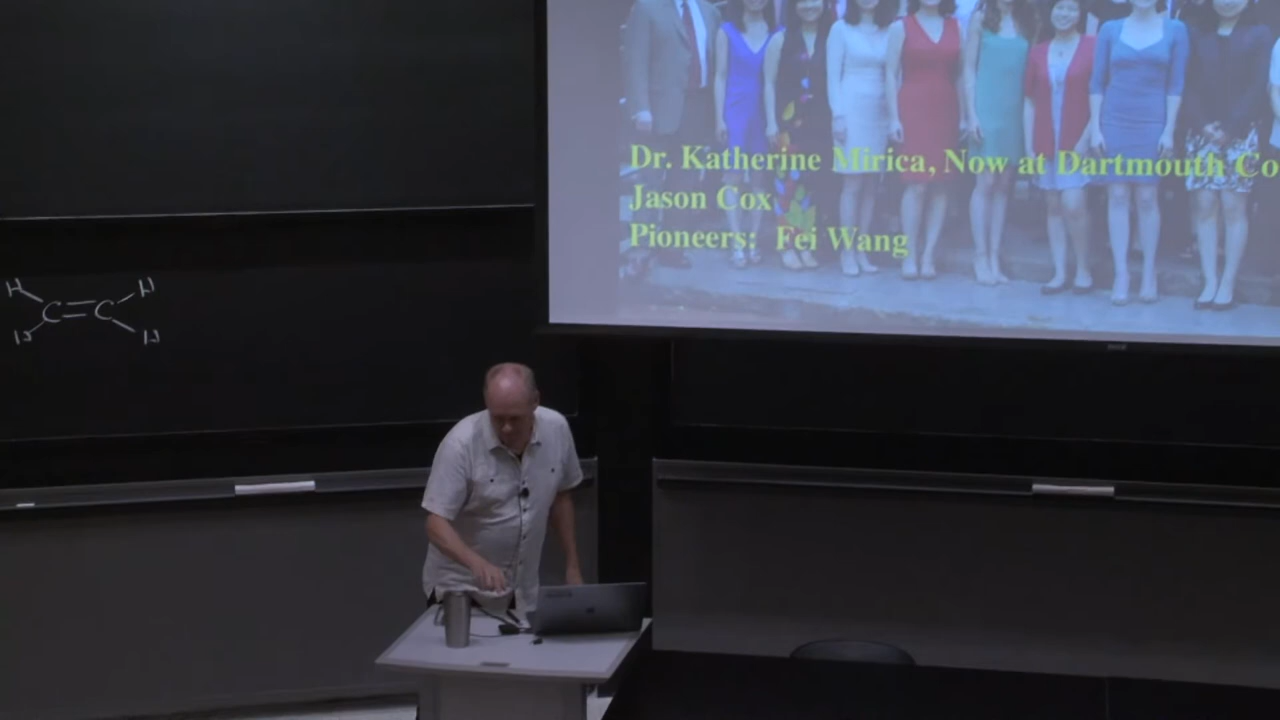 Dr. Katherine Mirica, Now at Dartmouth Co
Jason Cox
Pioneers: Fei Wang
H H
C=C
H H